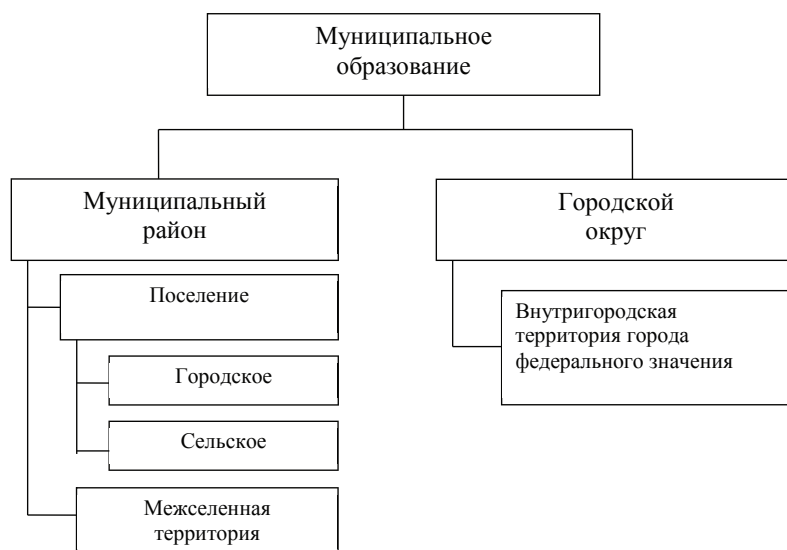 Муниципальное
образование
Муниципальный
район
Поселение
Городское
Сельское
Межселенная
территория
Городской
округ
Внутригородская
территория города
федерального значения